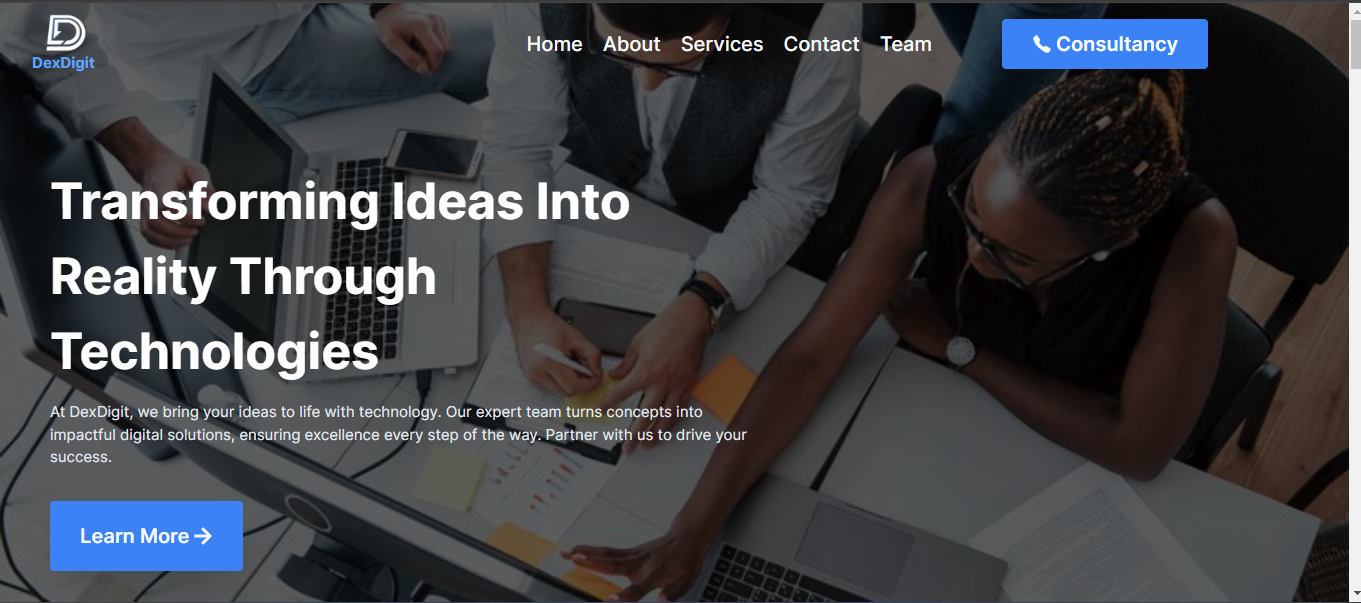 DexDigit
Home About Services Contact Team
Consultancy
Transforming Ideas Into
Reality Through
Technologies
At DexDigit, we bring your ideas to life with technology. Our expert team turns concepts into
impactful digital solutions, ensuring excellence every step of the way. Partner with us to drive your
success.
Learn More